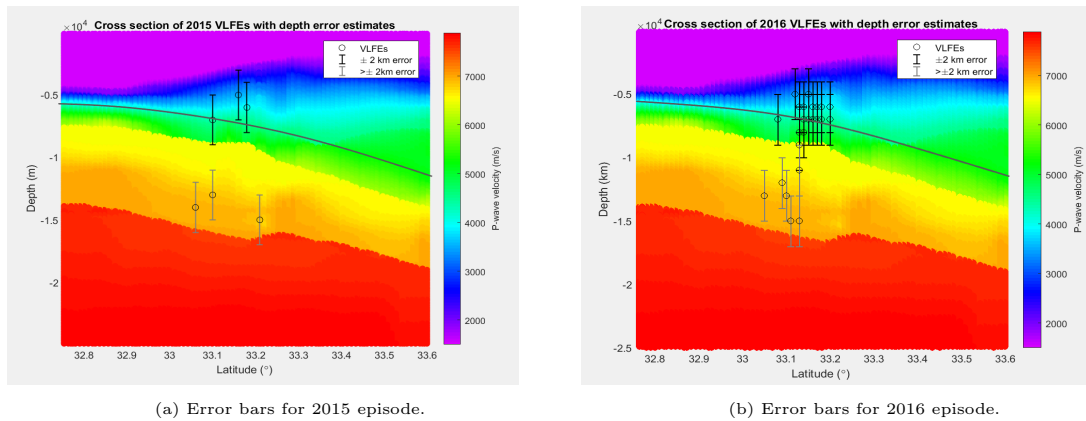 ×10⁴ Cross section of 2015 VLFEs with depth error estimates
VLFEs
± 2 km error
>± 2km error
-0.5
-1
-1.5
-2
Depth (m)
32.8 32.9 33 33.1 33.2 33.3 33.4 33.5 33.6
Latitude (°)
7000
6000
5000
4000
3000
2000
P-wave velocity (m/s)
(a) Error bars for 2015 episode.
×10⁴ Cross section of 2016 VLFEs with depth error estimates
VLFEs
± 2 km error
>±2 km error
-0.5
-1
-1.5
-2
-2.5
Depth (km)
32.8 32.9 33 33.1 33.2 33.3 33.4 33.5 33.6
Latitude (°)
7000
6000
5000
4000
3000
2000
P-wave velocity (m/s)
(b) Error bars for 2016 episode.